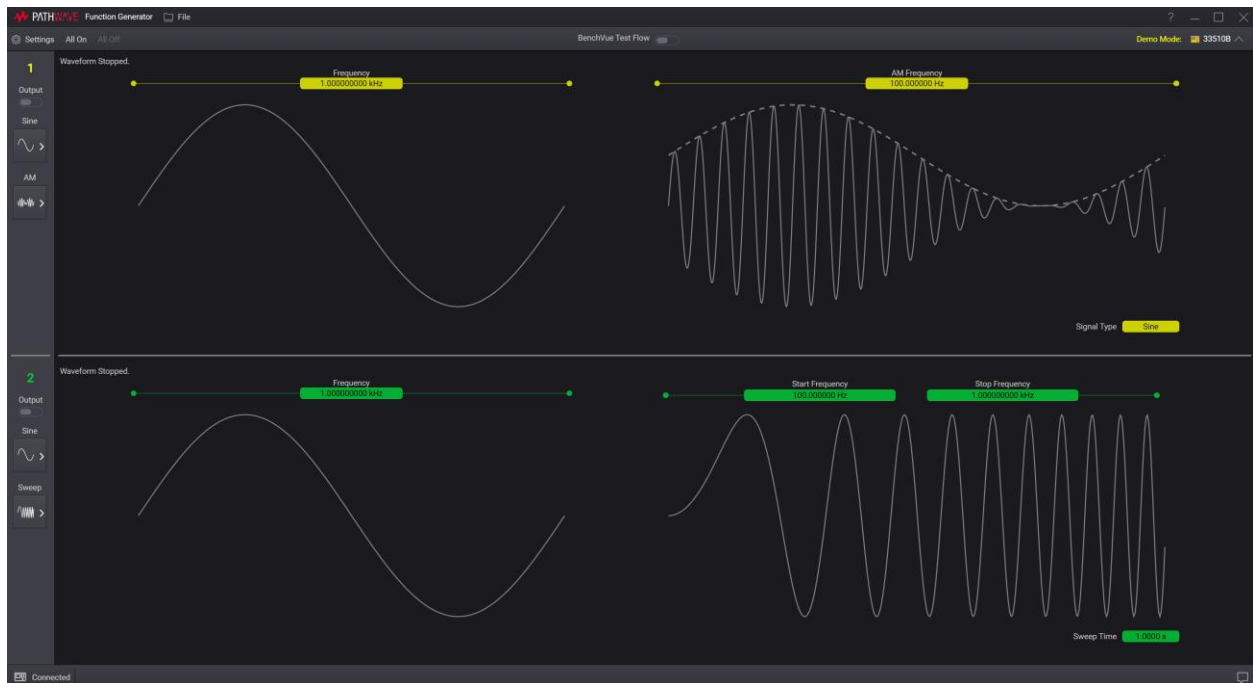 PATHWAVE Function Generator File
Settings All On All Off BenchVue Test Flow Demo Mode: 33510B
1
Waveform Stopped.
Output
Sine
AM
Frequency
1.000000000 kHz
AM Frequency
100.000000 Hz
Signal Type Sine
2
Waveform Stopped.
Output
Sine
Sweep
Frequency
1.000000000 kHz
Start Frequency
100.000000 Hz
Stop Frequency
1.000000000 kHz
Sweep Time 1.0000 s
Connected